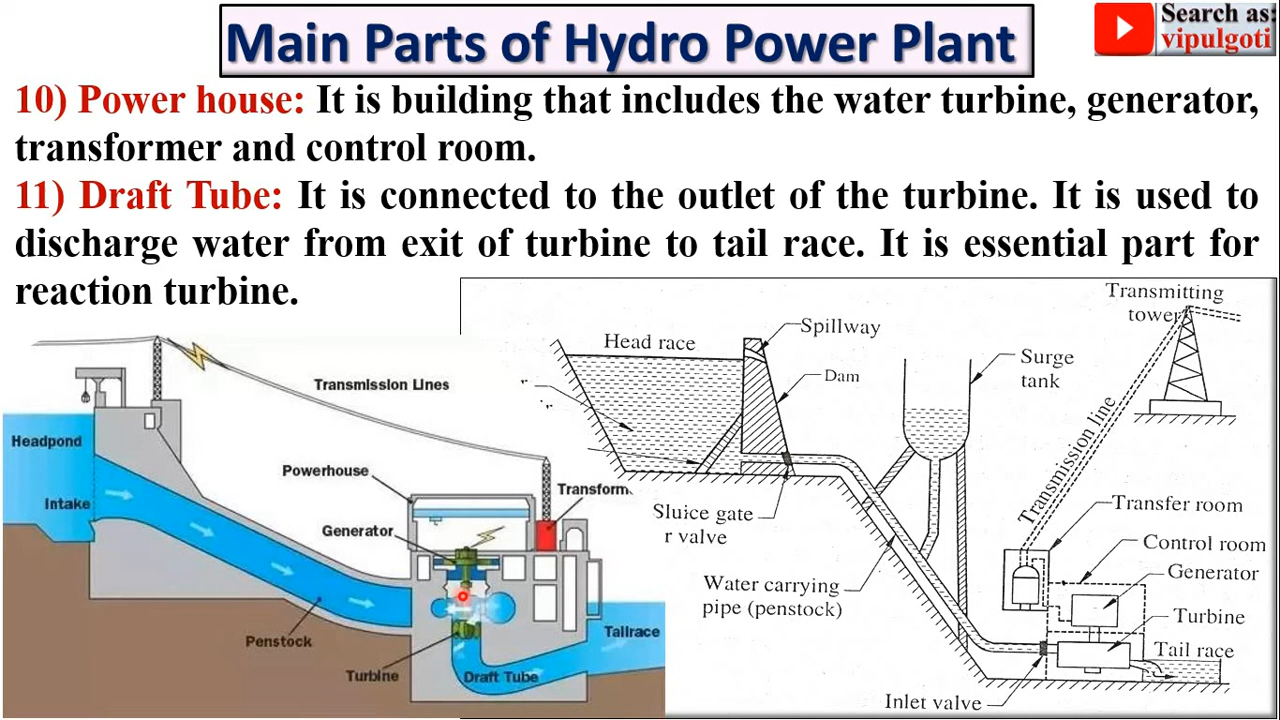 Main Parts of Hydro Power Plant
Search as:
vipulgoti
10) Power house: It is building that includes the water turbine, generator,
transformer and control room.
11) Draft Tube: It is connected to the outlet of the turbine. It is used to
discharge water from exit of turbine to tail race. It is essential part for
reaction turbine.
Transmission Lines
Headpond
Intake
Powerhouse
Generator
Transform
Penstock
Turbine
Draft Tube
Tailrace
Head race
Spillway
Dam
Surge
tank
Transmitting
tower
Transmission line
Sluice gate
r valve
Water carrying
pipe (penstock)
Transfer room
Control room
Generator
Turbine
Tail race
Inlet valve